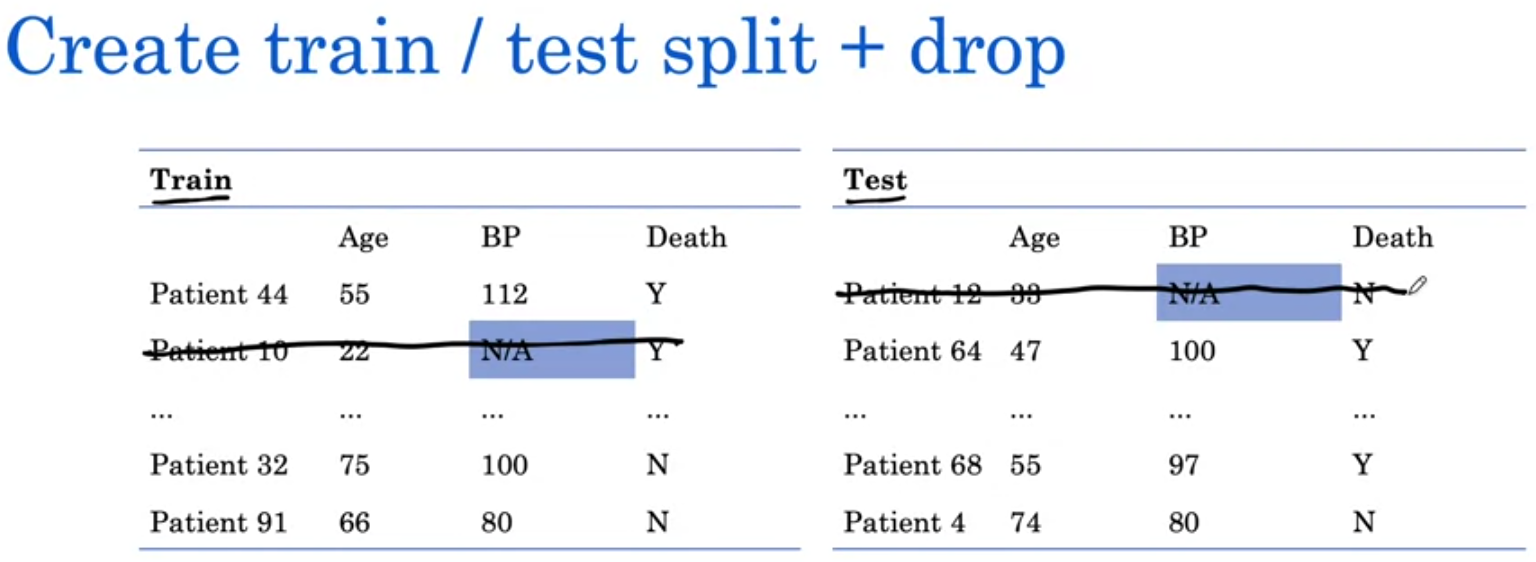 Create train / test split + drop
Train
Age BP Death
Patient 44 55 112 Y
Patient 10 22 N/A Y
... ... ... ...
Patient 32 75 100 N
Patient 91 66 80 N
Test
Age BP Death
Patient 12 33 N/A N
Patient 64 47 100 Y
... ... ... ...
Patient 68 55 97 Y
Patient 4 74 80 N